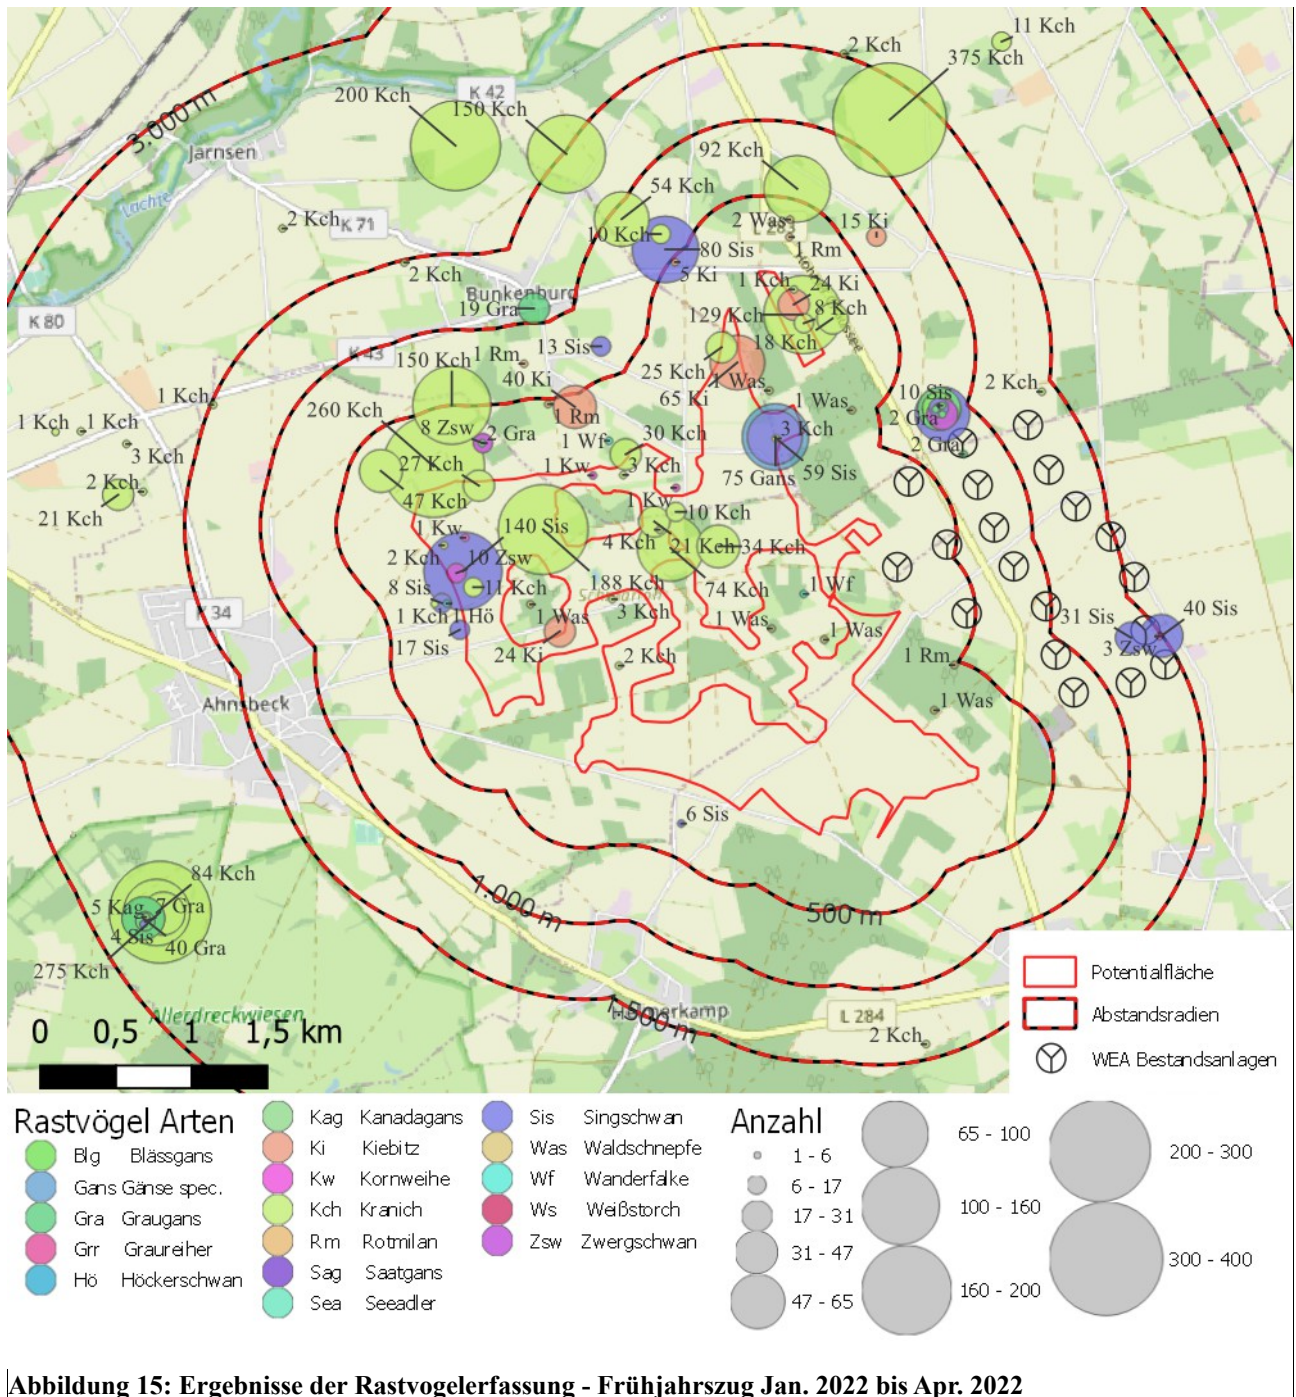 11 Kch
2 Kch
375 Kch
200 Kch
K 42
150 Kch
3.000 m
Jarnsen
92 Kch
Lachte
54 Kch
2 Kch
K 71
2 Was
L 283
15 Ki
10 Kch
80 Sis
1 Rm
2 Kch
5 Ki
1 Kch
24 Ki
Bunkenburg
19 Gra
129 Kch
8 Kch
K 80
18 Kch
K 43
13 Sis
150 Kch
1 Rm
25 Kch
40 Ki
1 Was
65 Ki
1 Kch
10 Sis
2 Kch
260 Kch
1 Rm
1 Was
2 Gra
1 Kch
1 Kch
8 Zsw
2 Gra
1 Wf
30 Kch
3 Kch
2 Gra
3 Kch
27 Kch
1 Kw
3 Kch
59 Sis
75 Gans
2 Kch
47 Kch
21 Kch
1 Kw
10 Kch
1 Kw
140 Sis
4 Kch
21 Kch
34 Kch
2 Kch
10 Zsw
8 Sis
11 Kch
188 Kch
74 Kch
1 Wf
1 Kch
1 Hö
1 Was
3 Kch
1 Was
31 Sis
40 Sis
K 34
17 Sis
24 Ki
2 Kch
1 Was
3 Zsw
1 Rm
Ahnsbeck
1 Was
6 Sis
84 Kch
5 Kag
7 Gra
4 Sis
40 Gra
275 Kch
1.000 m
500 m
Allerdreckwiesen
1.500 m
L 284
2 Kch
0 0,5 1 1,5 km
Potentialfläche
Abstandsradien
WEA Bestandsanlagen
Rastvögel Arten
Blg Blässgans
Gans Gänse spec.
Gra Graugans
Grr Graureiher
Hö Höckerschwan
Kag Kanadagans
Ki Kiebitz
Kw Kornweihe
Kch Kranich
Rm Rotmilan
Sag Saatgans
Sea Seeadler
Sis Singschwan
Was Waldschnepfe
Wf Wanderfalke
Ws Weißstorch
Zsw Zwergschwan
Anzahl
1 - 6
6 - 17
17 - 31
31 - 47
47 - 65
65 - 100
100 - 160
160 - 200
200 - 300
300 - 400
Abbildung 15: Ergebnisse der Rastvogelerfassung - Frühjahrszug Jan. 2022 bis Apr. 2022